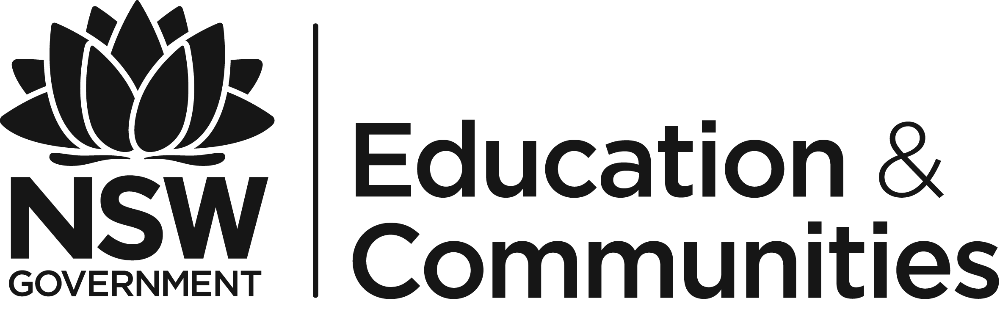 NSW
GOVERNMENT
Education &
Communities